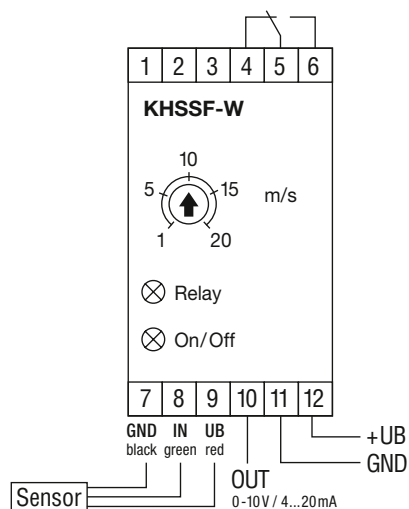 1 2 3 4 5 6
KHSSF-W
10
5 15 m/s
1 20
Relay
On/Off
7 8 9 10 11 12
GND IN UB +UB
black green red GND
OUT
Sensor 0-10V / 4...20mA